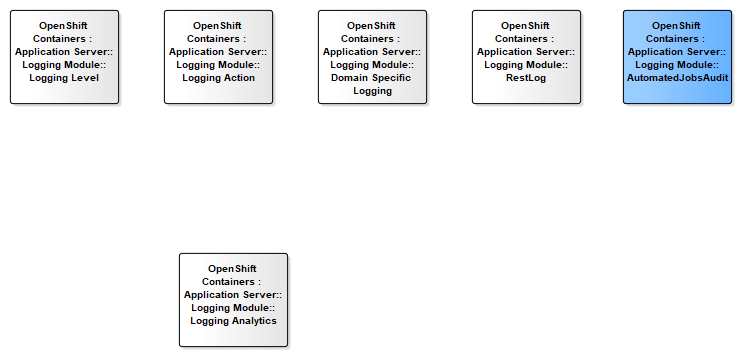 OpenShift
Containers :
Application Server::
Logging Module::
Logging Level
OpenShift
Containers :
Application Server::
Logging Module::
Logging Action
OpenShift
Containers :
Application Server::
Logging Module::
Domain Specific
Logging
OpenShift
Containers :
Application Server::
Logging Module::
RestLog
OpenShift
Containers :
Application Server::
Logging Module::
AutomatedJobsAudit
OpenShift
Containers :
Application Server::
Logging Module::
Logging Analytics